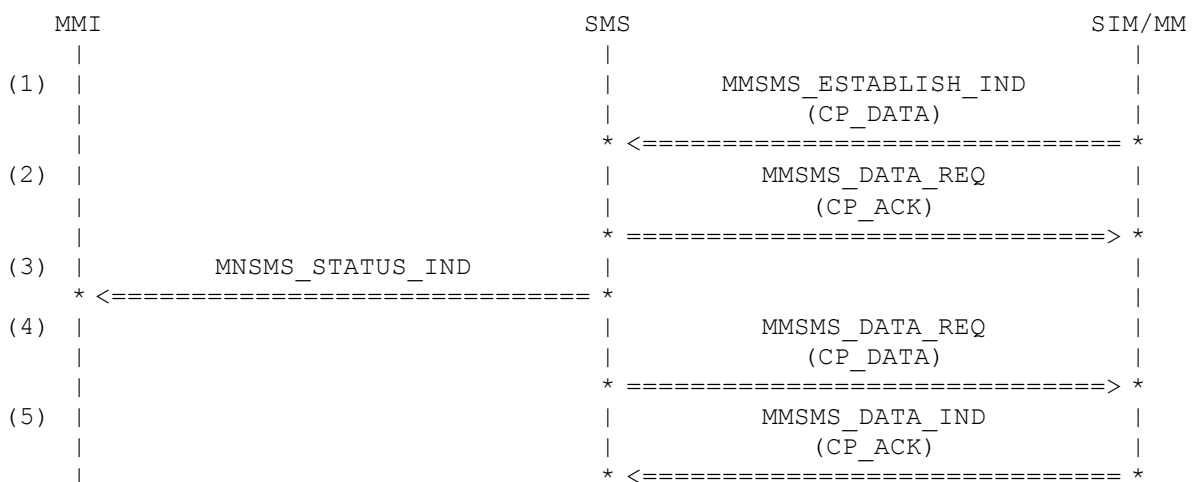 MMI SMS SIM/MM
| | |
(1) | | MMSMS_ESTABLISH_IND |
| | (CP_DATA) |
| * <============================== *
(2) | | MMSMS_DATA_REQ |
| | (CP_ACK) |
| * ==============================> *
(3) | MNSMS_STATUS_IND | |
* <============================== * |
(4) | | MMSMS_DATA_REQ |
| | (CP_DATA) |
| * ==============================> *
(5) | | MMSMS_DATA_IND |
| | (CP_ACK) |
| * <============================== *